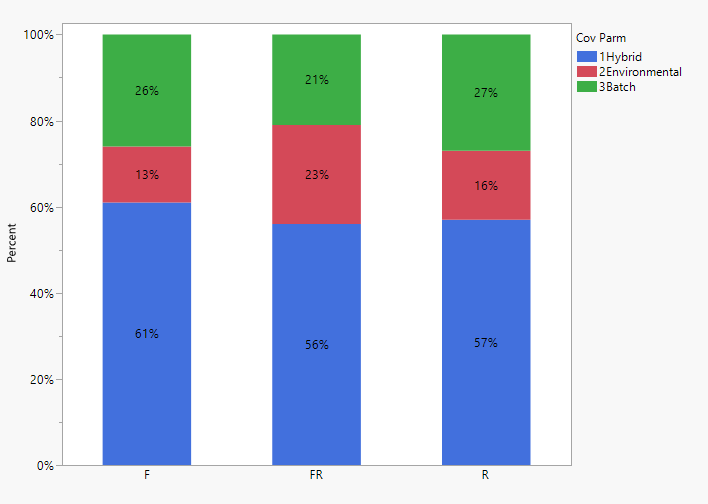 100%
80%
60%
40%
20%
0%
Percent
26%
13%
61%
21%
23%
56%
27%
16%
57%
F FR R
Cov Parm
1Hybrid
2Environmental
3Batch